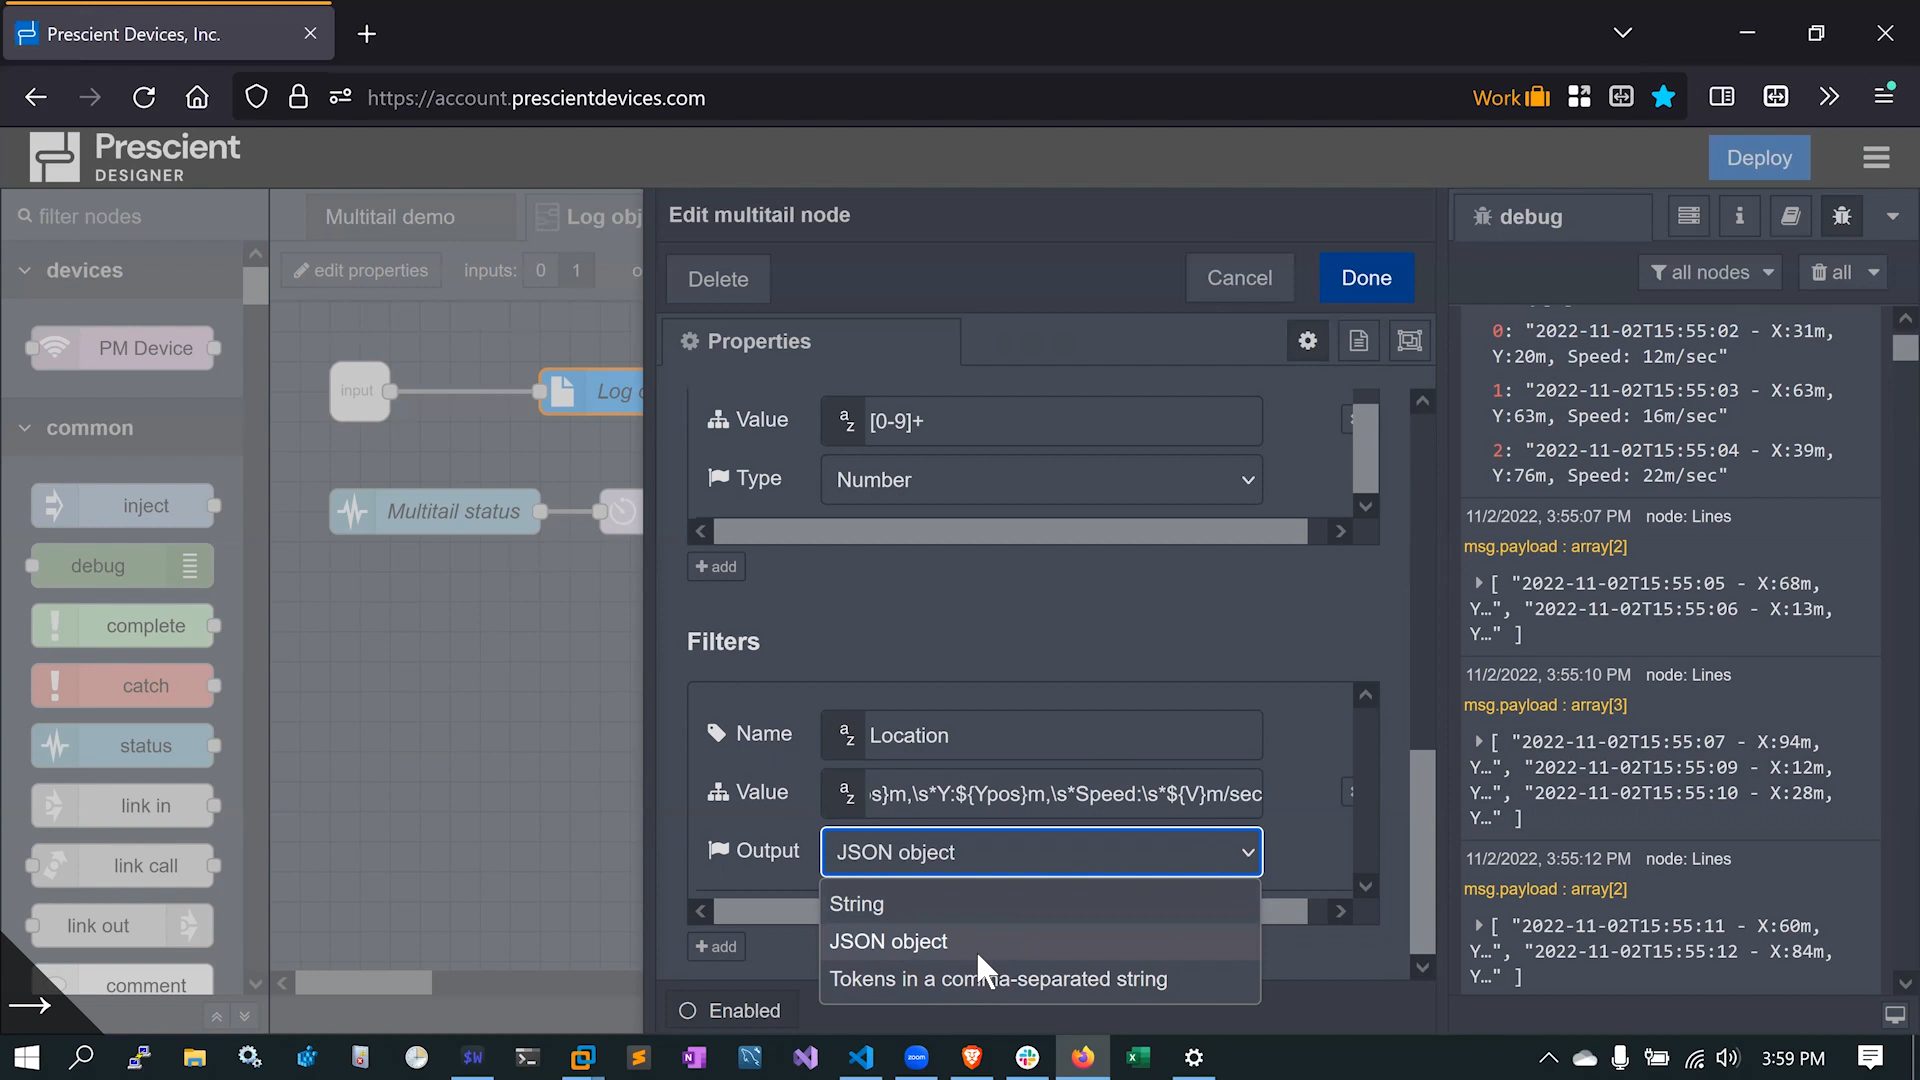 Prescient Devices, Inc.
https://account.prescientdevices.com
Work
Prescient
DESIGNER
Deploy
filter nodes
devices
PM Device
common
inject
debug
complete
catch
status
link in
link call
link out
comment
Multitail demo
Log obj
edit properties
inputs: 0 1
input
Log
Multitail status
Edit multitail node
Delete
Cancel
Done
Properties
Value
az
[0-9]+
Type
Number
+ add
Filters
Name
az
Location
Value
az
s}m,\s*Y:${Ypos}m,\s*Speed:\s*${V}m/sec
Output
JSON object
String
JSON object
Tokens in a comma-separated string
+ add
Enabled
debug
all nodes
all
0: "2022-11-02T15:55:02 - X:31m,
Y:20m, Speed: 12m/sec"
1: "2022-11-02T15:55:03 - X:63m,
Y:63m, Speed: 16m/sec"
2: "2022-11-02T15:55:04 - X:39m,
Y:76m, Speed: 22m/sec"
11/2/2022, 3:55:07 PM node: Lines
msg.payload : array[2]
[ "2022-11-02T15:55:05 - X:68m,
Y…", "2022-11-02T15:55:06 - X:13m,
Y…" ]
11/2/2022, 3:55:10 PM node: Lines
msg.payload : array[3]
[ "2022-11-02T15:55:07 - X:94m,
Y…", "2022-11-02T15:55:09 - X:12m,
Y…", "2022-11-02T15:55:10 - X:28m,
Y…" ]
11/2/2022, 3:55:12 PM node: Lines
msg.payload : array[2]
[ "2022-11-02T15:55:11 - X:60m,
Y…", "2022-11-02T15:55:12 - X:84m,
Y…" ]
zoom
3:59 PM